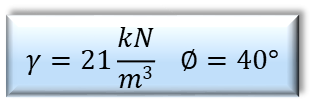 γ = 21 kN/m³ ∅ = 40°